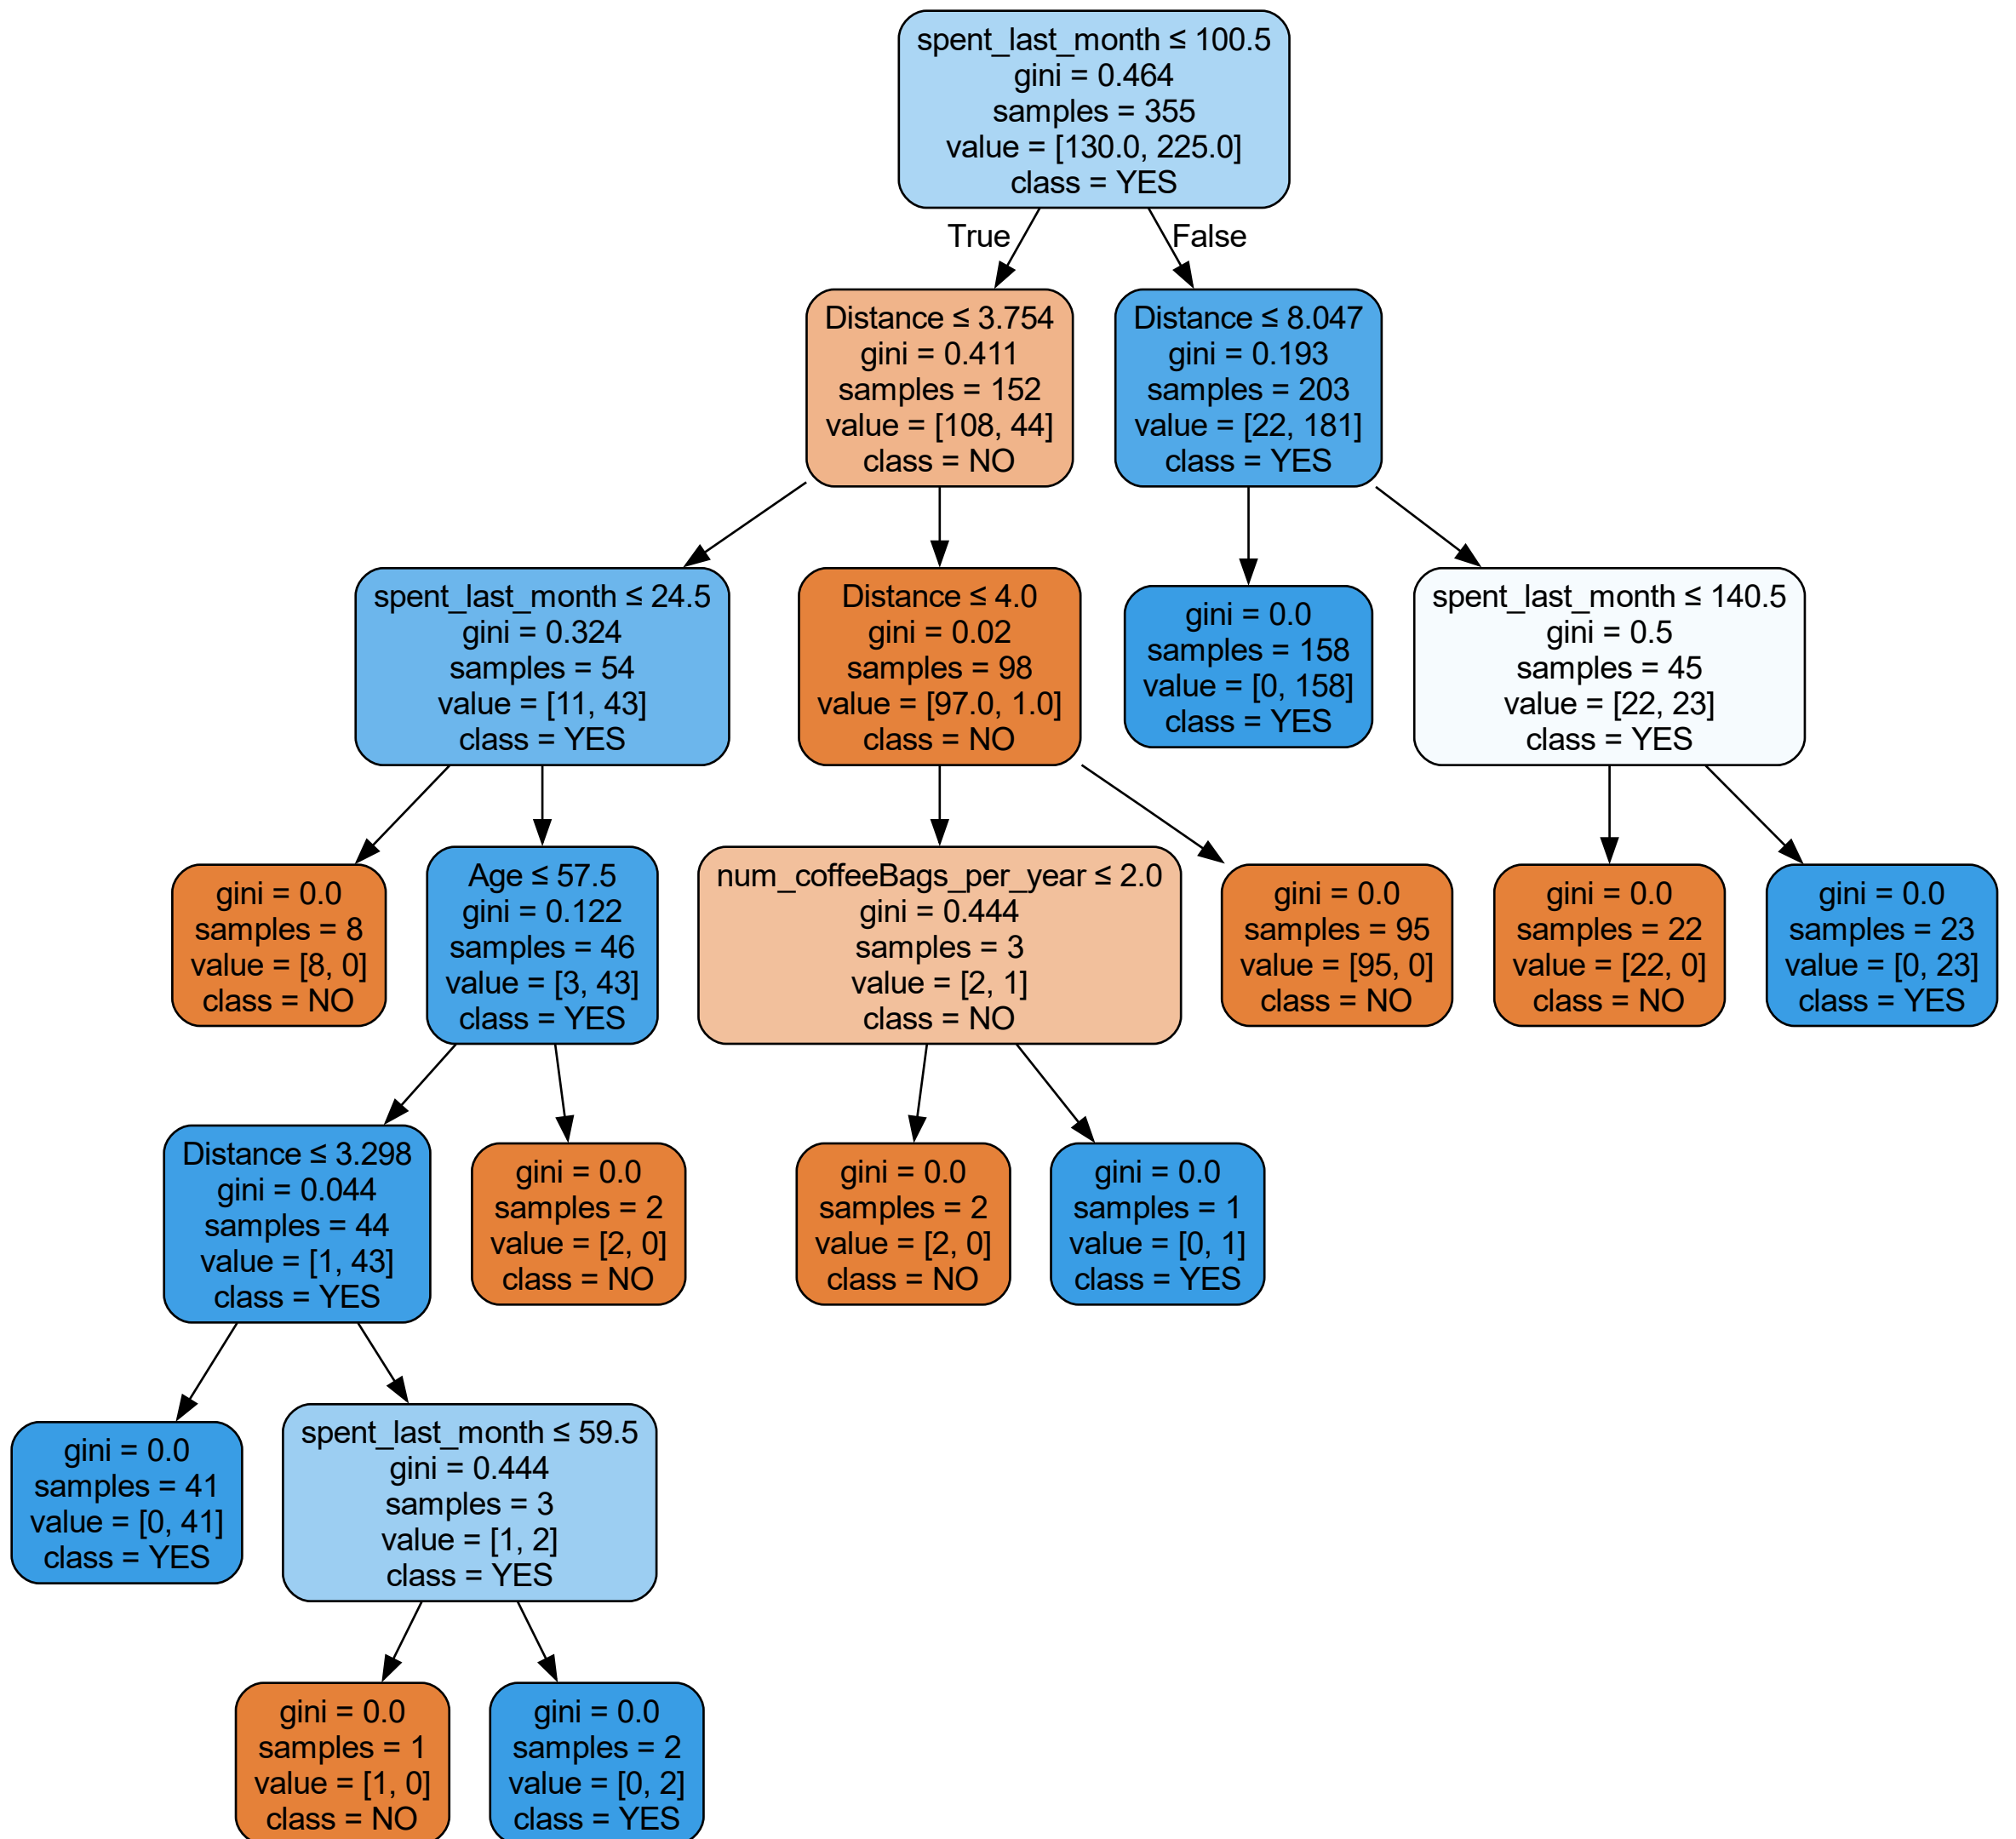 spent_last_month ≤ 100.5
gini = 0.464
samples = 355
value = [130.0, 225.0]
class = YES
True
False
Distance ≤ 3.754
gini = 0.411
samples = 152
value = [108, 44]
class = NO
Distance ≤ 8.047
gini = 0.193
samples = 203
value = [22, 181]
class = YES
spent_last_month ≤ 24.5
gini = 0.324
samples = 54
value = [11, 43]
class = YES
Distance ≤ 4.0
gini = 0.02
samples = 98
value = [97.0, 1.0]
class = NO
gini = 0.0
samples = 158
value = [0, 158]
class = YES
spent_last_month ≤ 140.5
gini = 0.5
samples = 45
value = [22, 23]
class = YES
gini = 0.0
samples = 8
value = [8, 0]
class = NO
Age ≤ 57.5
gini = 0.122
samples = 46
value = [3, 43]
class = YES
num_coffeeBags_per_year ≤ 2.0
gini = 0.444
samples = 3
value = [2, 1]
class = NO
gini = 0.0
samples = 95
value = [95, 0]
class = NO
gini = 0.0
samples = 22
value = [22, 0]
class = NO
gini = 0.0
samples = 23
value = [0, 23]
class = YES
Distance ≤ 3.298
gini = 0.044
samples = 44
value = [1, 43]
class = YES
gini = 0.0
samples = 2
value = [2, 0]
class = NO
gini = 0.0
samples = 2
value = [2, 0]
class = NO
gini = 0.0
samples = 1
value = [0, 1]
class = YES
gini = 0.0
samples = 41
value = [0, 41]
class = YES
spent_last_month ≤ 59.5
gini = 0.444
samples = 3
value = [1, 2]
class = YES
gini = 0.0
samples = 1
value = [1, 0]
class = NO
gini = 0.0
samples = 2
value = [0, 2]
class = YES